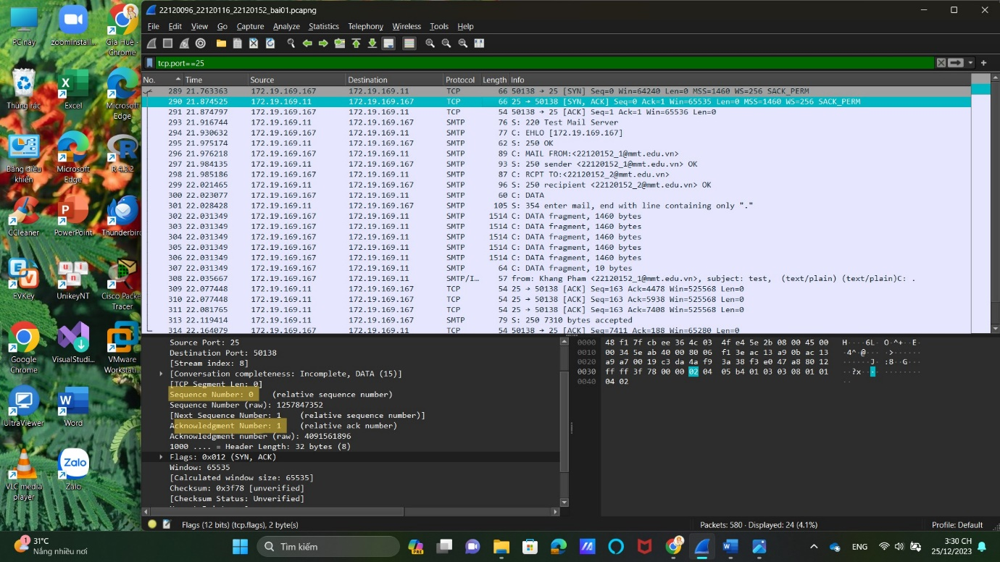 PC này
zoominstall...
Gia Huê - Chrome
Thùng rác
Excel
Microsoft Edge
Bảng điều khiển
Microsoft Edge
R 4.3.2
CCleaner
PowerPoint
Thunderbird
EVKey
UnikeyNT
Cisco Packe Tracer
Google Chrome
VisualStudi...
VMware Workstati...
UltraViewer
Word
VLC media player
Zalo
22120096_22120116_22120152_bai01.pcapng
File Edit View Go Capture Analyze Statistics Telephony Wireless Tools Help
tcp.port==25
No. Time Source Destination Protocol Length Info
289 21.763363 172.19.169.167 172.19.169.11 TCP 66 50138 → 25 [SYN] Seq=0 Win=64240 Len=0 MSS=1460 WS=256 SACK_PERM
290 21.874525 172.19.169.11 172.19.169.167 TCP 66 25 → 50138 [SYN, ACK] Seq=0 Ack=1 Win=65535 Len=0 MSS=1460 WS=256 SACK_PERM
291 21.874797 172.19.169.167 172.19.169.11 TCP 54 50138 → 25 [ACK] Seq=1 Ack=1 Win=65536 Len=0
293 21.916744 172.19.169.11 172.19.169.167 SMTP 76 S: 220 Test Mail Server
294 21.930632 172.19.169.167 172.19.169.11 SMTP 77 C: EHLO [172.19.169.167]
295 21.975174 172.19.169.11 172.19.169.167 SMTP 62 S: 250 OK
296 21.976218 172.19.169.167 172.19.169.11 SMTP 89 C: MAIL FROM:<22120152_1@mmt.edu.vn>
297 21.984135 172.19.169.11 172.19.169.167 SMTP 93 S: 250 sender <22120152_1@mmt.edu.vn> OK
298 21.985186 172.19.169.167 172.19.169.11 SMTP 87 C: RCPT TO:<22120152_2@mmt.edu.vn>
299 22.021465 172.19.169.11 172.19.169.167 SMTP 96 S: 250 recipient <22120152_2@mmt.edu.vn> OK
300 22.023077 172.19.169.167 172.19.169.11 SMTP 60 C: DATA
301 22.028428 172.19.169.11 172.19.169.167 SMTP 105 S: 354 enter mail, end with line containing only "."
302 22.031349 172.19.169.167 172.19.169.11 SMTP 1514 C: DATA fragment, 1460 bytes
303 22.031349 172.19.169.167 172.19.169.11 SMTP 1514 C: DATA fragment, 1460 bytes
304 22.031349 172.19.169.167 172.19.169.11 SMTP 1514 C: DATA fragment, 1460 bytes
305 22.031349 172.19.169.167 172.19.169.11 SMTP 1514 C: DATA fragment, 1460 bytes
306 22.031349 172.19.169.167 172.19.169.11 SMTP 1514 C: DATA fragment, 1460 bytes
307 22.031349 172.19.169.167 172.19.169.11 SMTP 64 C: DATA fragment, 10 bytes
308 22.035667 172.19.169.167 172.19.169.11 SMTP/I... 57 from: Khang Pham <22120152_1@mmt.edu.vn>, subject: test, (text/plain) (text/plain)C: .
309 22.077448 172.19.169.11 172.19.169.167 TCP 54 25 → 50138 [ACK] Seq=163 Ack=4478 Win=525568 Len=0
310 22.077448 172.19.169.11 172.19.169.167 TCP 54 25 → 50138 [ACK] Seq=163 Ack=5938 Win=525568 Len=0
311 22.081765 172.19.169.11 172.19.169.167 TCP 54 25 → 50138 [ACK] Seq=163 Ack=7408 Win=525568 Len=0
313 22.119414 172.19.169.11 172.19.169.167 SMTP 79 S: 250 7310 bytes accepted
314 22.164079 172.19.169.167 172.19.169.11 TCP 54 50138 → 25 [ACK] Seq=7411 Ack=188 Win=65280 Len=0
Source Port: 25
Destination Port: 50138
[Stream index: 8]
[Conversation completeness: Incomplete, DATA (15)]
[TCP Segment Len: 0]
Sequence Number: 0 (relative sequence number)
Sequence Number (raw): 1257847352
[Next Sequence Number: 1 (relative sequence number)]
Acknowledgment Number: 1 (relative ack number)
Acknowledgment number (raw): 4091561896
1000 .... = Header Length: 32 bytes (8)
Flags: 0x012 (SYN, ACK)
Window: 65535
[Calculated window size: 65535]
Checksum: 0x3f78 [unverified]
[Checksum Status: Unverified]
0000 48 f1 7f cb ee 36 4c 03 4f e4 5e 2b 08 00 45 00 H····6L· O·^+··E·
0010 00 34 5e ab 40 00 80 06 f1 3e ac 13 a9 0b ac 13 ·4^·@··· ·>······
0020 a9 a7 00 19 c3 da 4a f9 3a 38 f3 e0 47 a8 80 12 ······J· :8··G···
0030 ff ff 3f 78 00 00 02 04 05 b4 01 03 03 08 01 01 ··?x···· ········
0040 04 02 ··
Flags (12 bits) (tcp.flags), 2 byte(s)
Packets: 580 · Displayed: 24 (4.1%)
Profile: Default
1
31°C
Nắng nhiều nơi
Tìm kiếm
PRE
ENG
3:30 CH
25/12/2023